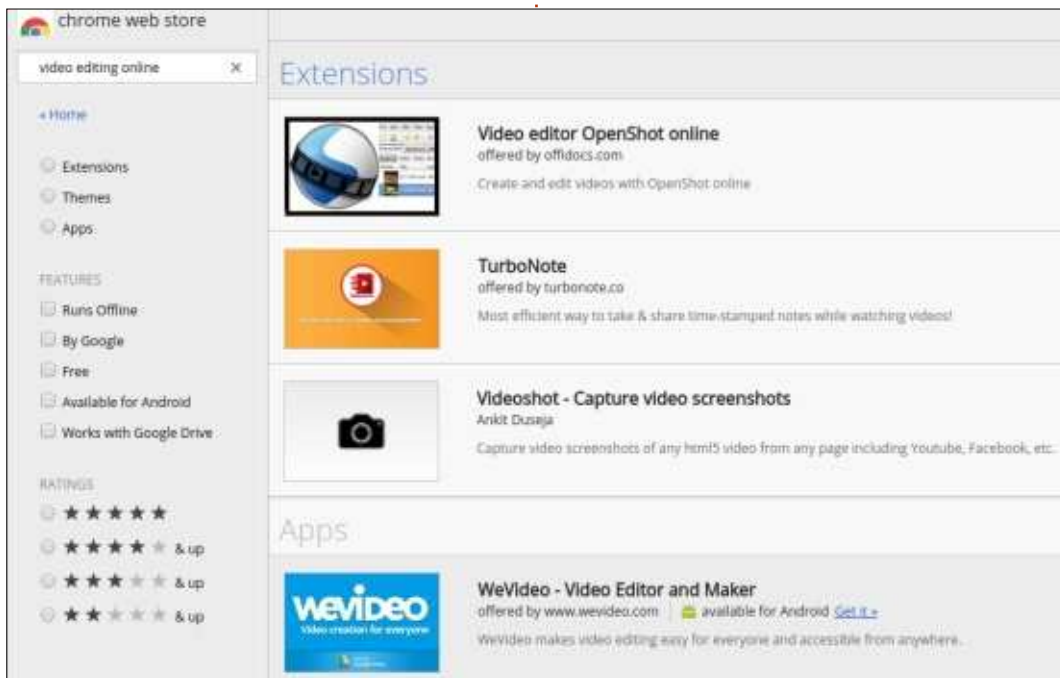 chrome web store
video editing online ×
« Home
Extensions
Themes
Apps
FEATURES
Runs Offline
By Google
Free
Available for Android
Works with Google Drive
RATINGS
& up
& up
& up
Extensions
Video editor OpenShot online
offered by offidocs.com
Create and edit videos with OpenShot online
TurboNote
offered by turbonote.co
Most efficient way to take & share time-stamped notes while watching videos!
Videoshot - Capture video screenshots
Ankit Duseja
Capture video screenshots of any html5 video from any page including Youtube, Facebook, etc.
Apps
WeVideo
Video creation for everyone
WeVideo - Video Editor and Maker
offered by www.wevideo.com | available for Android Get it »
WeVideo makes video editing easy for everyone and accessible from anywhere.